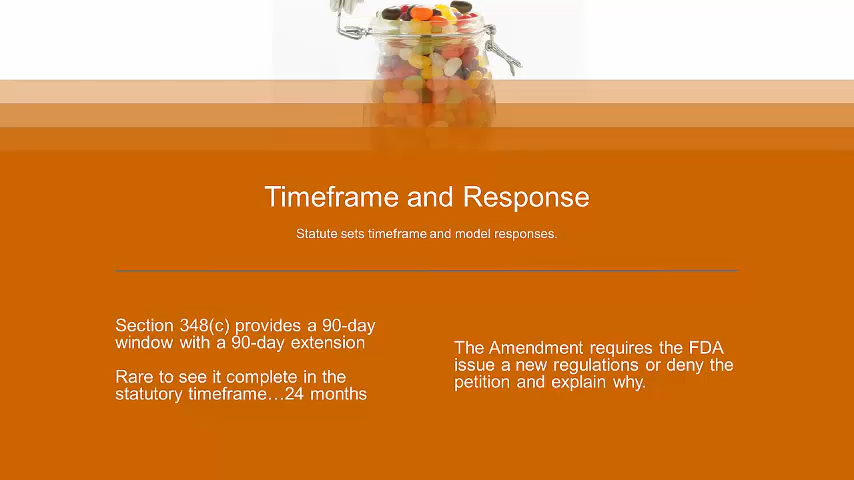 Timeframe and Response
Statute sets timeframe and model responses.
Section 348(c) provides a 90-day
window with a 90-day extension
Rare to see it complete in the
statutory timeframe…24 months
The Amendment requires the FDA
issue a new regulations or deny the
petition and explain why.